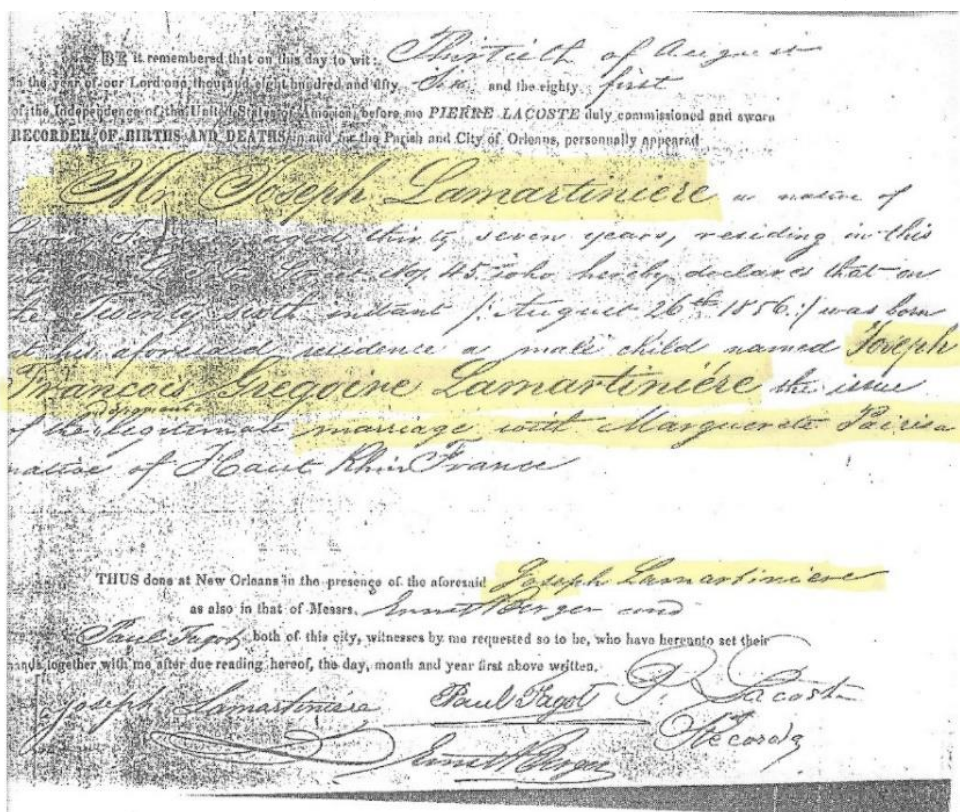 BE it remembered that on this day to wit: Thirtieth of August
in the year of our Lord one thousand eight hundred and fifty Six and the eighty first
of the Independence of the United States of America, before me PIERRE LACOSTE duly commissioned and sworn
RECORDER OF BIRTHS AND DEATHS in and for the Parish and City of Orleans, personnally appeared
Mr Joseph Lamartiniére a native of
France aged thirty seven years, residing in this
No. 45 who hereby declares that on
the Twenty sixth instant /: August 26th 1856:/ was born
at his aforesaid residence a male child named Joseph
François Gregoire Lamartiniére the issue
of the legitimate marriage with Marguerete
native of Haut Rhin France
THUS done at New Orleans in the presence of the aforesaid Joseph Lamartiniere
as also in that of Messrs. Ernest Berger and
Paul Fagot both of this city, witnesses by me requested so to be, who have hereunto set their
hands together with me after due reading hereof, the day, month and year first above written.
Joseph Lamartiniére Paul Fagot P. Lacoste
Ernest Berger Recorder